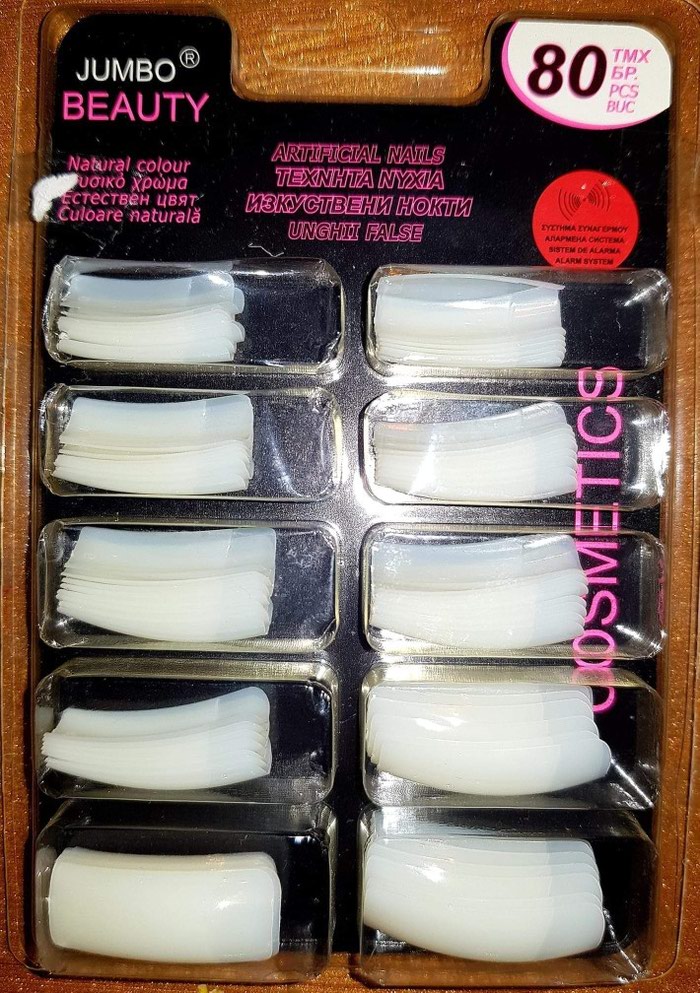 JUMBO®
BEAUTY
80 ΤΜΧ
БР.
PCS
BUC
Natural colour
χρώμα
Естествен цвят
Culoare naturală
ARTIFICIAL NAILS
ΤΕΧΝΗΤΑ ΝΥΧΙΑ
ИЗКУСТВЕНИ НОКТИ
UNGHII FALSE
ΣΥΣΤΗΜΑ ΣΥΝΑΓΕΡΜΟΥ
АЛАРМЕНА СИСТЕМА
SISTEM DE ALARMA
ALARM SYSTEM
COSMETICS